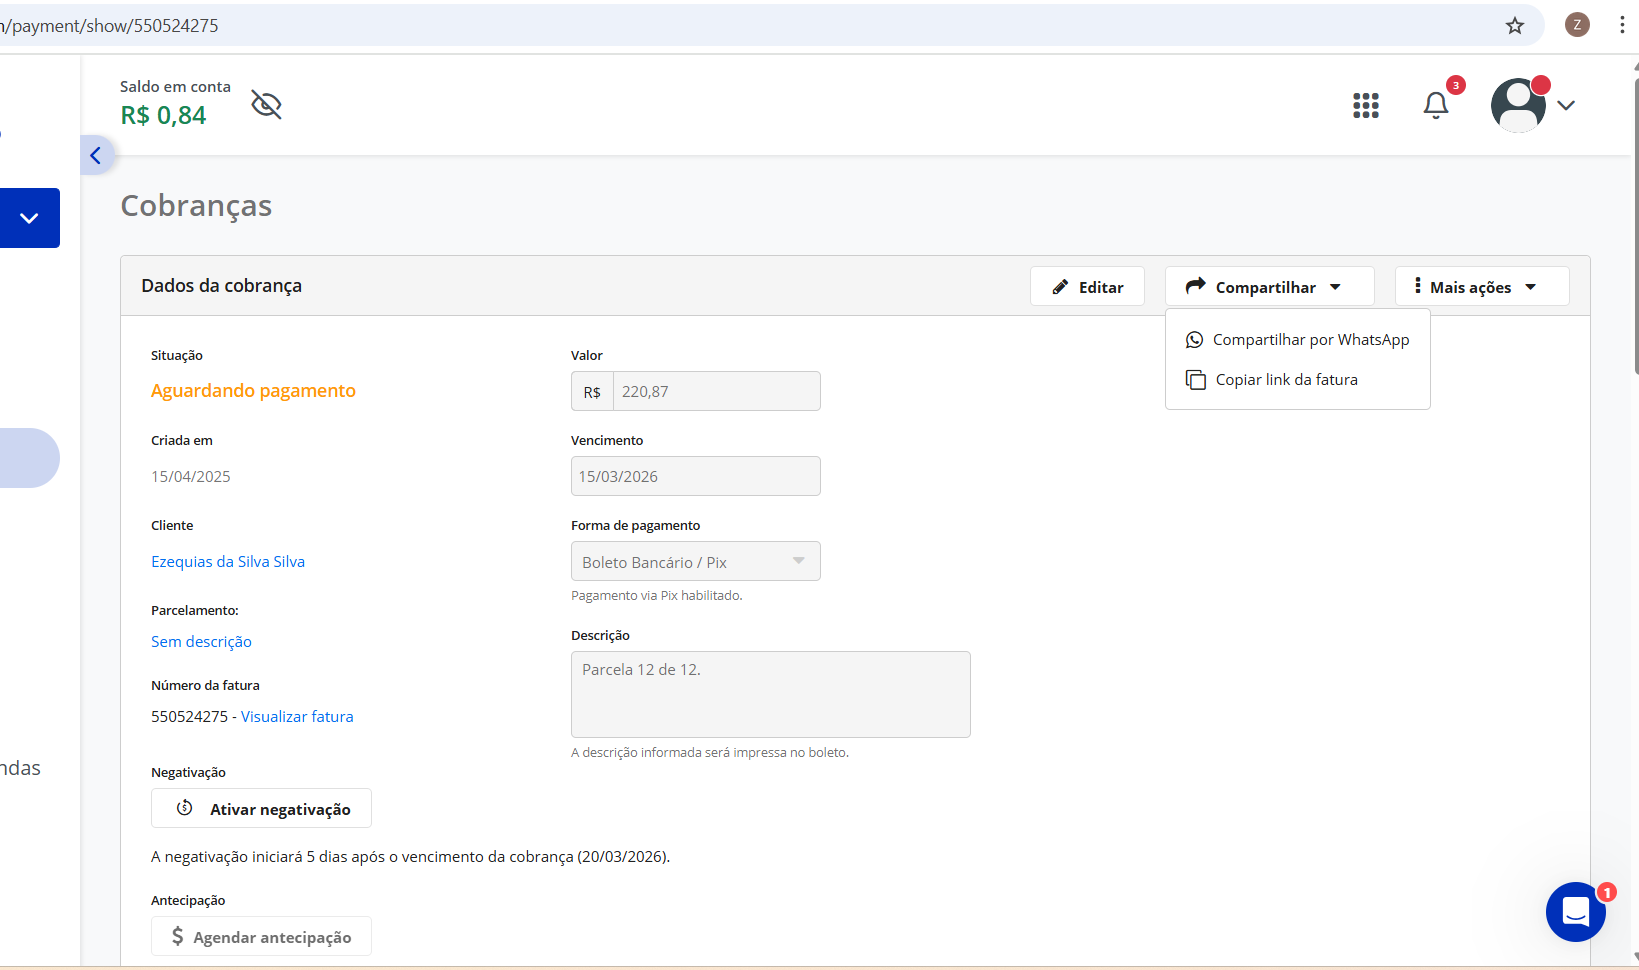 /payment/show/550524275
Z
Saldo em conta
R$ 0,84
3
Cobranças
Dados da cobrança
Editar
Compartilhar
Mais ações
Compartilhar por WhatsApp
Copiar link da fatura
Situação
Aguardando pagamento
Valor
R$ 220,87
Criada em
15/04/2025
Vencimento
15/03/2026
Cliente
Ezequias da Silva Silva
Forma de pagamento
Boleto Bancário / Pix
Pagamento via Pix habilitado.
Parcelamento:
Sem descrição
Descrição
Parcela 12 de 12.
A descrição informada será impressa no boleto.
Número da fatura
550524275 - Visualizar fatura
ndas
Negativação
Ativar negativação
A negativação iniciará 5 dias após o vencimento da cobrança (20/03/2026).
Antecipação
$ Agendar antecipação
1